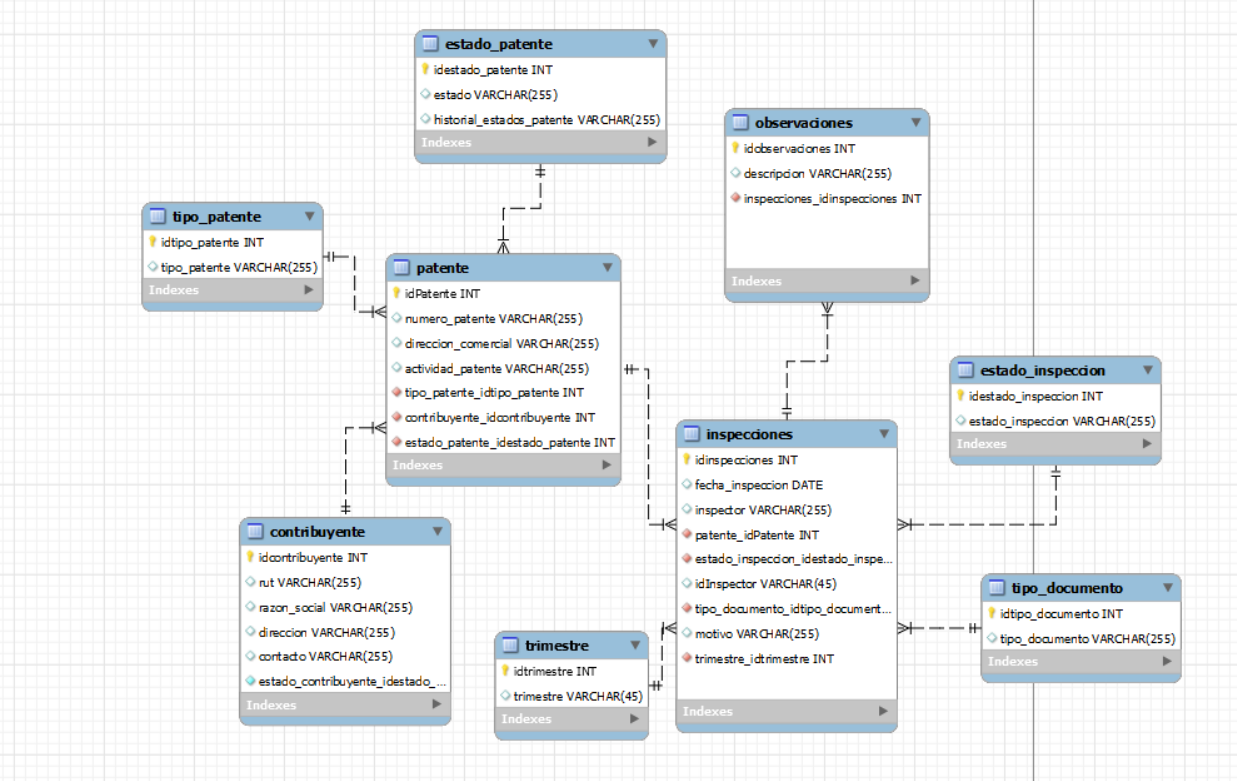 estado_patente
idestado_patente INT
estado VARCHAR(255)
historial_estados_patente VARCHAR(255)
Indexes
observaciones
idobservaciones INT
descripcion VARCHAR(255)
inspecciones_idinspecciones INT
Indexes
tipo_patente
idtipo_patente INT
tipo_patente VARCHAR(255)
Indexes
patente
idPatente INT
numero_patente VARCHAR(255)
direccion_comercial VARCHAR(255)
actividad_patente VARCHAR(255)
tipo_patente_idtipo_patente INT
contribuyente_idcontribuyente INT
estado_patente_idestado_patente INT
Indexes
estado_inspeccion
idestado_inspeccion INT
estado_inspeccion VARCHAR(255)
Indexes
inspecciones
idinspecciones INT
fecha_inspeccion DATE
inspector VARCHAR(255)
patente_idPatente INT
estado_inspeccion_idestado_inspe...
idInspector VARCHAR(45)
tipo_documento_idtipo_document...
motivo VARCHAR(255)
trimestre_idtrimestre INT
Indexes
contribuyente
idcontribuyente INT
rut VARCHAR(255)
razon_social VARCHAR(255)
direccion VARCHAR(255)
contacto VARCHAR(255)
estado_contribuyente_idestado_...
Indexes
trimestre
idtrimestre INT
trimestre VARCHAR(45)
Indexes
tipo_documento
idtipo_documento INT
tipo_documento VARCHAR(255)
Indexes